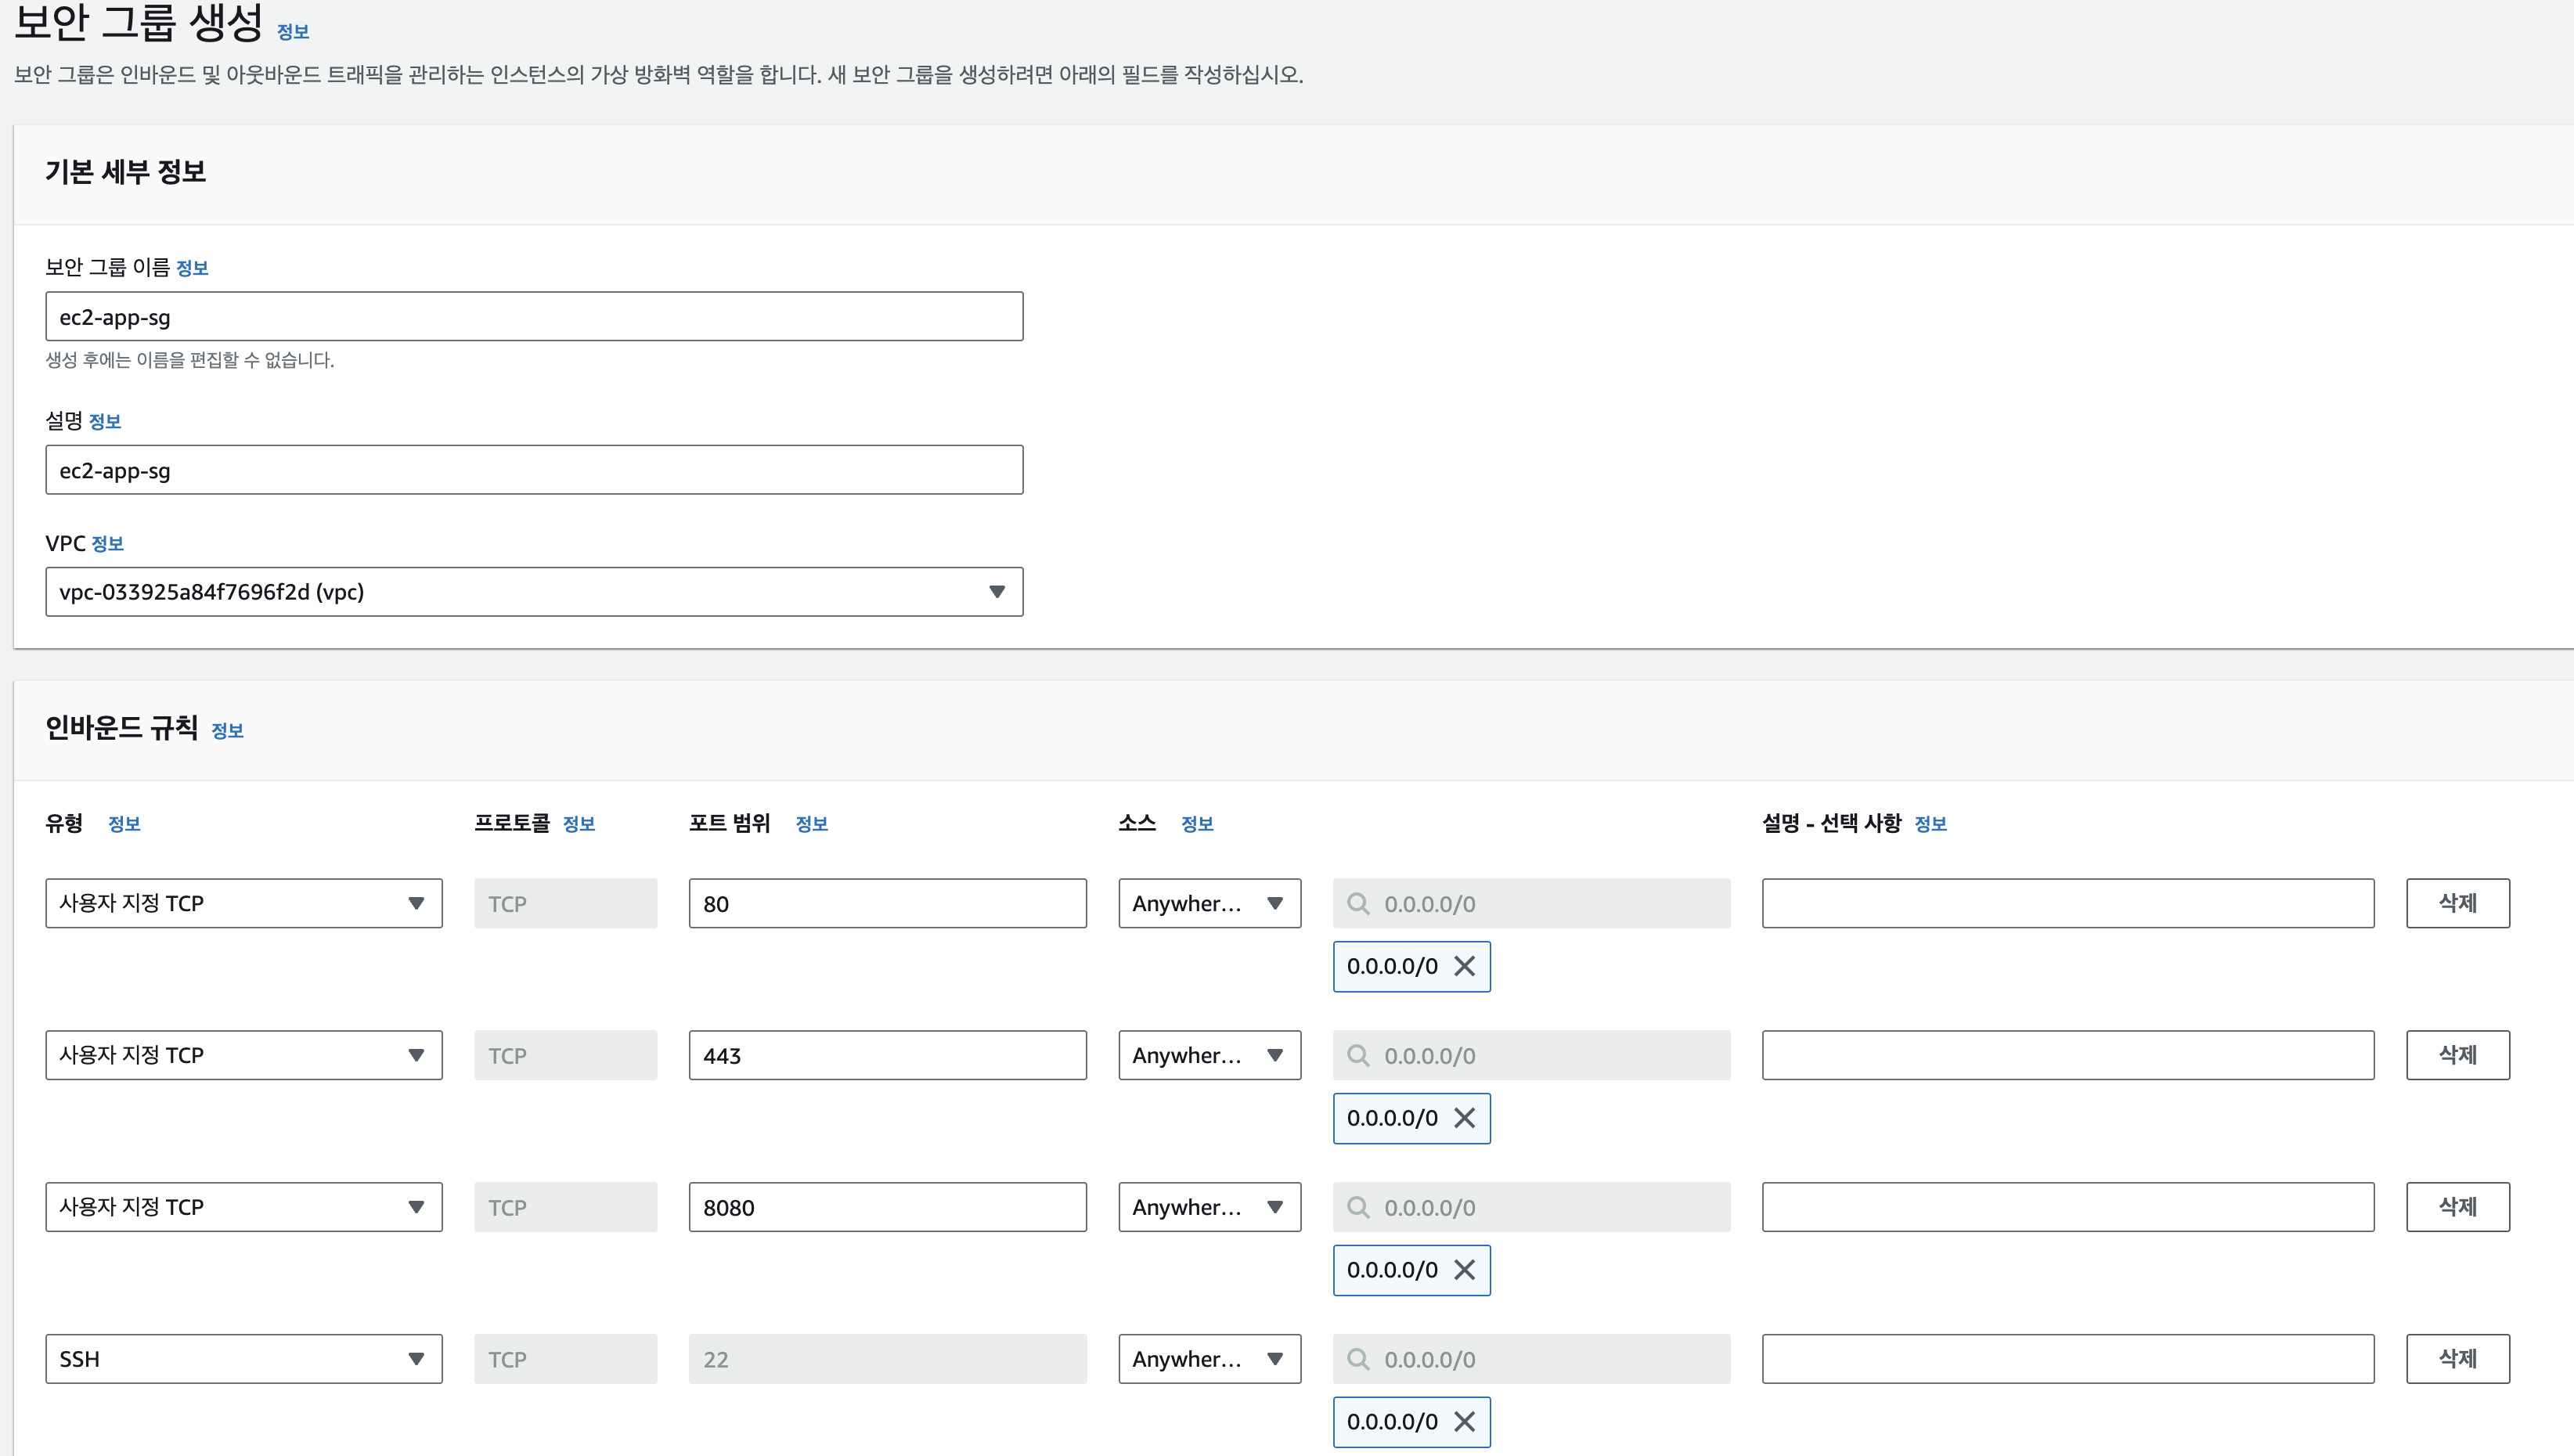 보안 그룹 생성 정보
보안 그룹은 인바운드 및 아웃바운드 트래픽을 관리하는 인스턴스의 가상 방화벽 역할을 합니다. 새 보안 그룹을 생성하려면 아래의 필드를 작성하십시오.
기본 세부 정보
보안 그룹 이름 정보
ec2-app-sg
생성 후에는 이름을 편집할 수 없습니다.
설명 정보
ec2-app-sg
VPC 정보
vpc-033925a84f7696f2d (vpc)
인바운드 규칙 정보
유형 정보 프로토콜 정보 포트 범위 정보 소스 정보 설명 - 선택 사항 정보
사용자 지정 TCP TCP 80 Anywher... 0.0.0.0/0 삭제
0.0.0.0/0
사용자 지정 TCP TCP 443 Anywher... 0.0.0.0/0 삭제
0.0.0.0/0
사용자 지정 TCP TCP 8080 Anywher... 0.0.0.0/0 삭제
0.0.0.0/0
SSH TCP 22 Anywher... 0.0.0.0/0 삭제
0.0.0.0/0